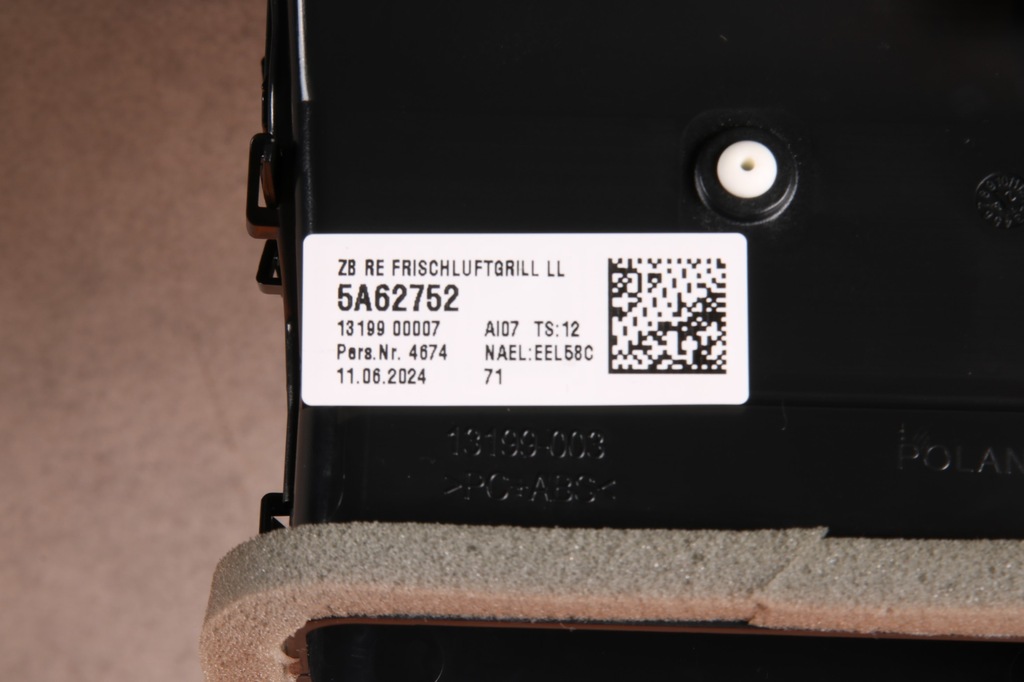 ZB RE FRISCHLUFTGRILL LL
5A62752
13199 00007 AI07 TS:12
Pers.Nr. 4674 NAEL:EEL58C
11.06.2024 71
13199-003
>PC+ABS<
POLAN